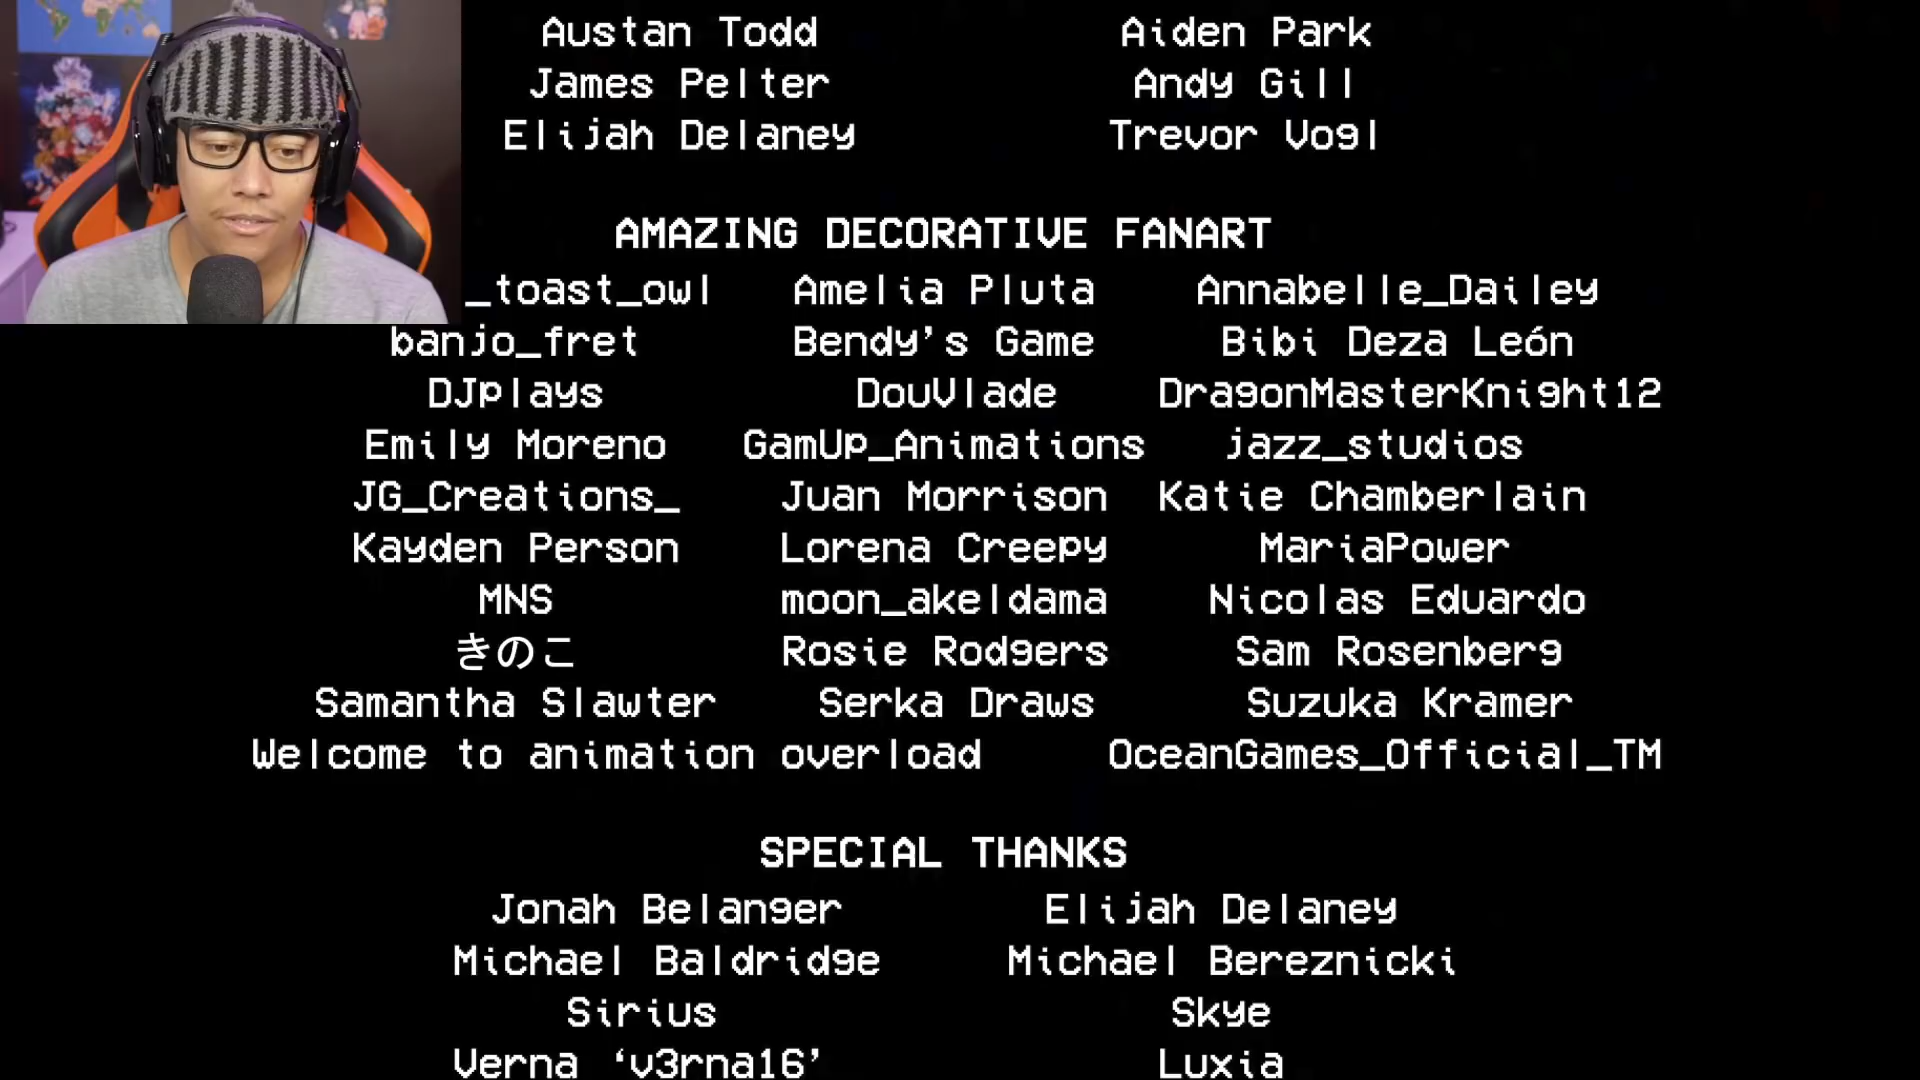 Austan Todd Aiden Park
James Pelter Andy Gill
Elijah Delaney Trevor Vogl
AMAZING DECORATIVE FANART
_toast_owl Amelia Pluta Annabelle_Dailey
banjo_fret Bendy's Game Bibi Deza León
DJplays DouVlade DragonMasterKnight12
Emily Moreno GamUp_Animations jazz_studios
JG_Creations_ Juan Morrison Katie Chamberlain
Kayden Person Lorena Creepy MariaPower
MNS moon_akeldama Nicolas Eduardo
きのこ Rosie Rodgers Sam Rosenberg
Samantha Slawter Serka Draws Suzuka Kramer
Welcome to animation overload OceanGames_Official_TM
SPECIAL THANKS
Jonah Belanger Elijah Delaney
Michael Baldridge Michael Bereznicki
Sirius Skye
Verna ‘v3rna16’ Luxia